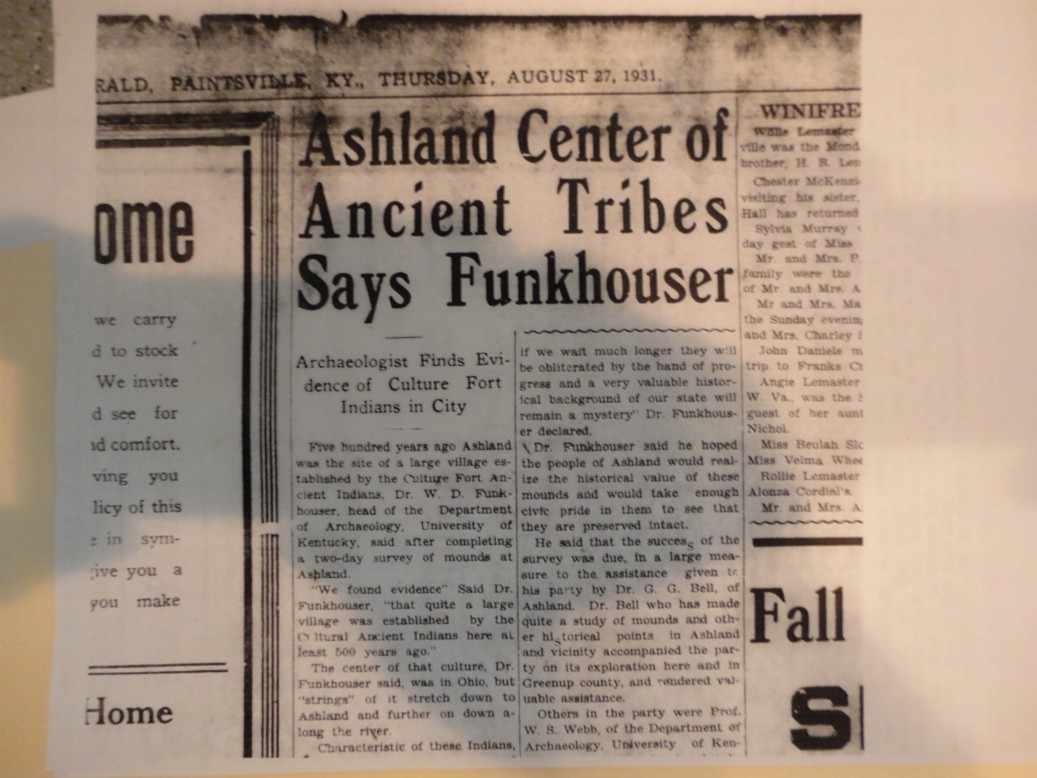 RALD, PAINTSVILLE, KY., THURSDAY, AUGUST 27, 1931.
ome
we carry
d to stock
We invite
d see for
nd comfort.
ving you
licy of this
e in sym-
give you a
you make
Home
Ashland Center of
Ancient Tribes
Says Funkhouser
Archaeologist Finds Evi-
dence of Culture Fort
Indians in City
Five hundred years ago Ashland
was the site of a large village es-
tablished by the Culture Fort An-
cient Indians, Dr. W. D. Funk-
houser, head of the Department
of Archaeology, University of
Kentucky, said after completing
a two-day survey of mounds at
Ashland.
"We found evidence" Said Dr.
Funkhouser, "that quite a large
village was established by the
Cultural Ancient Indians here at
least 500 years ago."
The center of that culture, Dr.
Funkhouser said, was in Ohio, but
"strings" of it stretch down to
Ashland and further on down a-
long the river.
Characteristic of these Indians,
if we wait much longer they will
be obliterated by the hand of pro-
gress and a very valuable histor-
ical background of our state will
remain a mystery" Dr. Funkhous-
er declared.
Dr. Funkhouser said he hoped
the people of Ashland would real-
ize the historical value of these
mounds and would take enough
civic pride in them to see that
they are preserved intact.
He said that the success of the
survey was due, in a large mea-
sure to the assistance given to
his party by Dr. G. G. Bell, of
Ashland. Dr. Bell who has made
quite a study of mounds and oth-
er historical points in Ashland
and vicinity accompanied the par-
ty on its exploration here and in
Greenup county, and rendered val-
uable assistance.
Others in the party were Prof.
W. S. Webb, of the Department of
Archaeology, University of Ken-
WINIFRE
Willie Lemaster
ville was the Mond
brother, H. B. Lem
Chester McKenzi
visiting his sister,
Hall has returned
Sylvia Murray
day gest of Miss
Mr. and Mrs. P.
family were the
of Mr. and Mrs. A
Mr and Mrs. Ma
the Sunday evening
and Mrs. Charley
John Daniels m
trip to Franks Cr
Angie Lemaster
W. Va., was the
guest of her aunt
Nichol.
Miss Beulah Slo
Miss Velma Whee
Rollie Lemaster
Alonza Cordial's.
Mr. and Mrs. A.
Fall
S